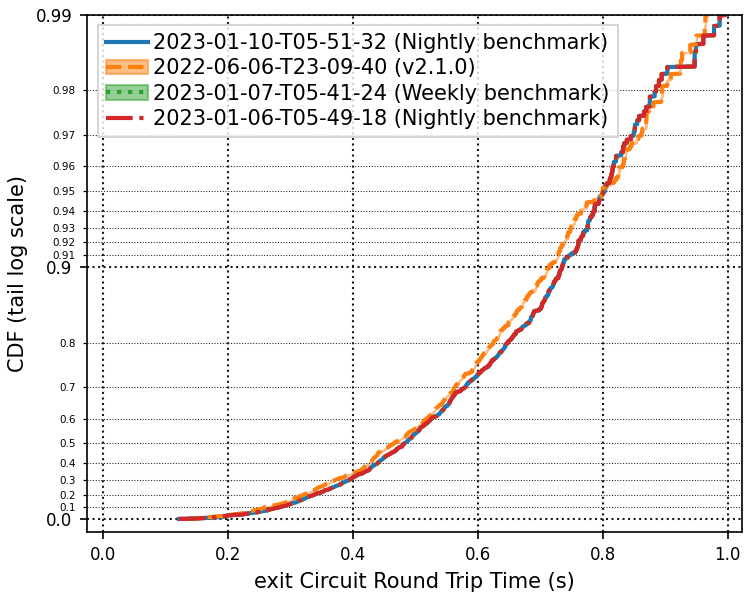 0.99
2023-01-10-T05-51-32 (Nightly benchmark)
2022-06-06-T23-09-40 (v2.1.0)
2023-01-07-T05-41-24 (Weekly benchmark)
2023-01-06-T05-49-18 (Nightly benchmark)
0.98
0.97
0.96
0.95
0.94
0.93
0.92
0.91
0.9
0.8
0.7
0.6
0.5
0.4
0.3
0.2
0.1
0.0
CDF (tail log scale)
0.0 0.2 0.4 0.6 0.8 1.0
exit Circuit Round Trip Time (s)